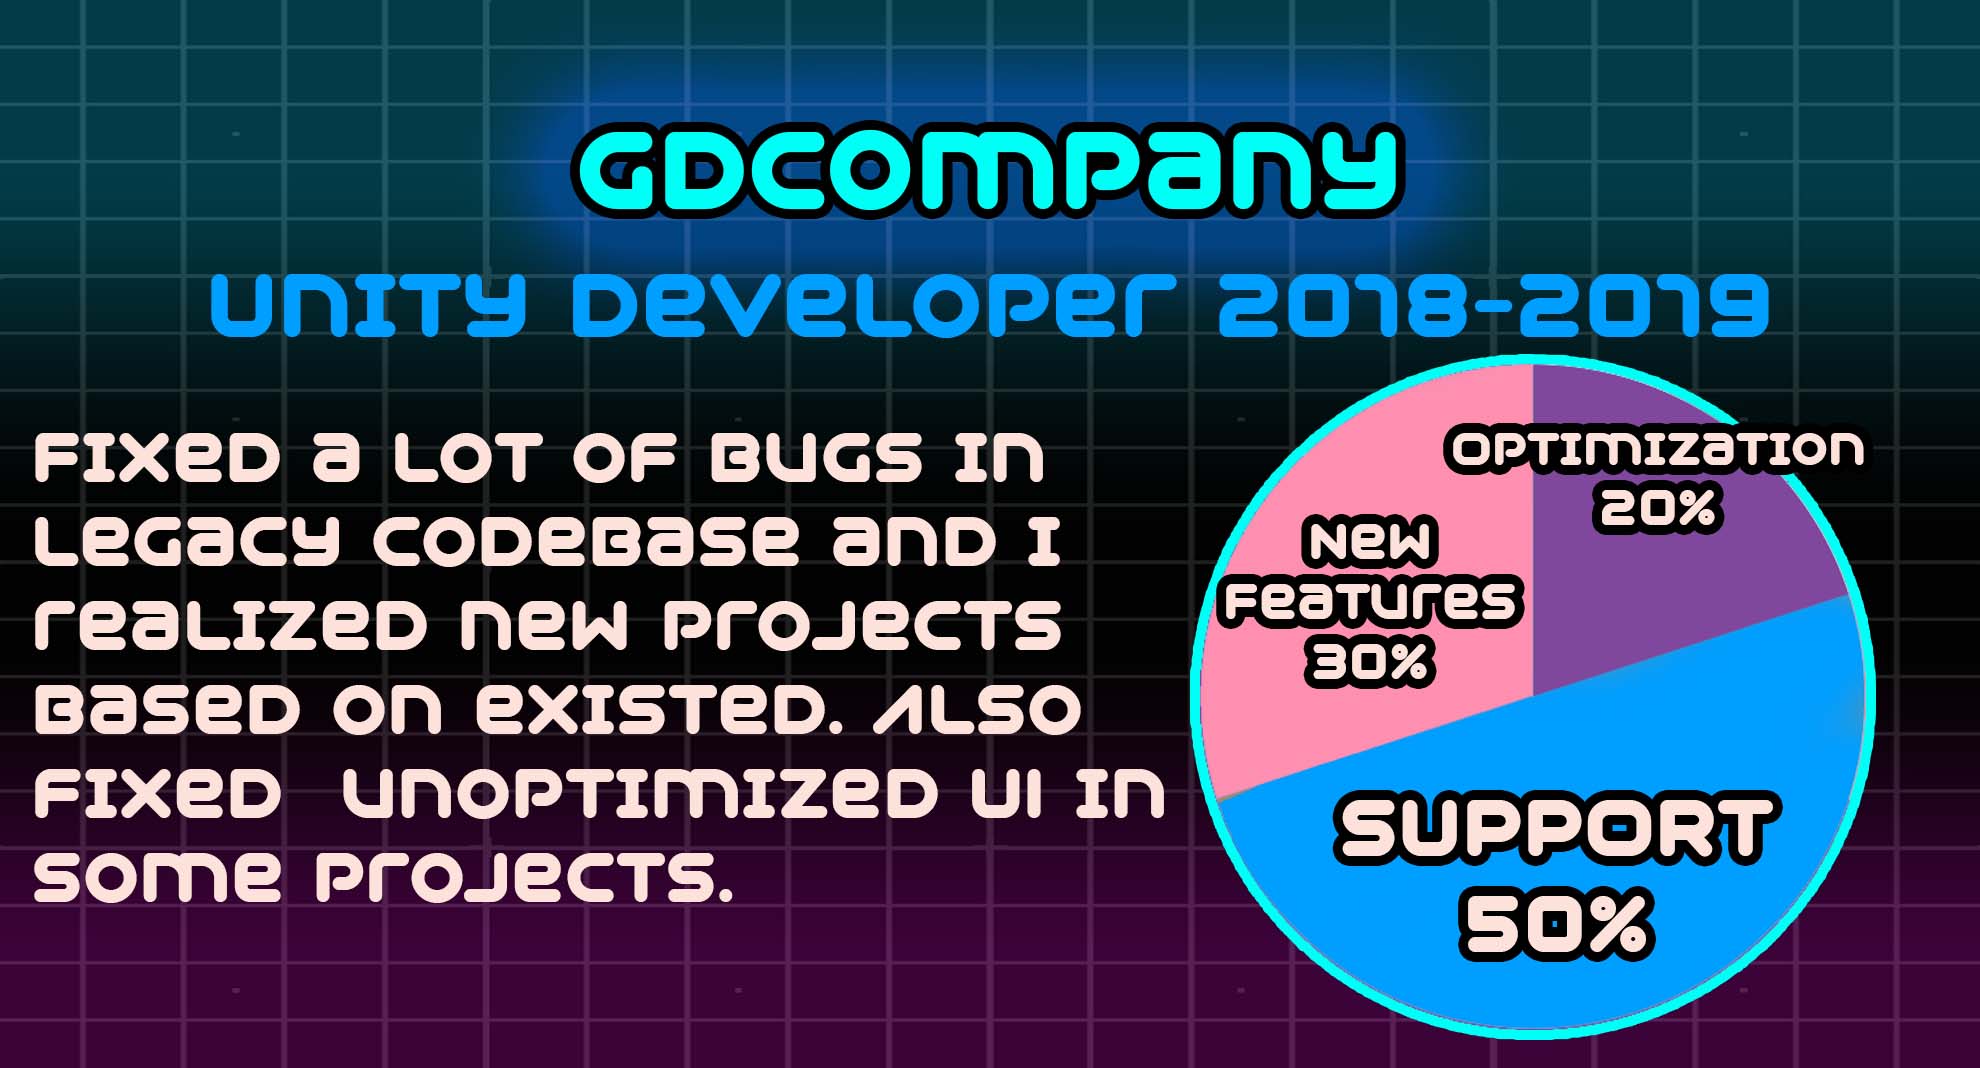 GDCompany
Unity Developer 2018-2019
Fixed a lot of bugs in
legacy codebase and I
realized new projects
based on existed. Also
fixed  unoptimized UI in
some projects.
Optimization
20%
New
Features
30%
SUPPORT
50%